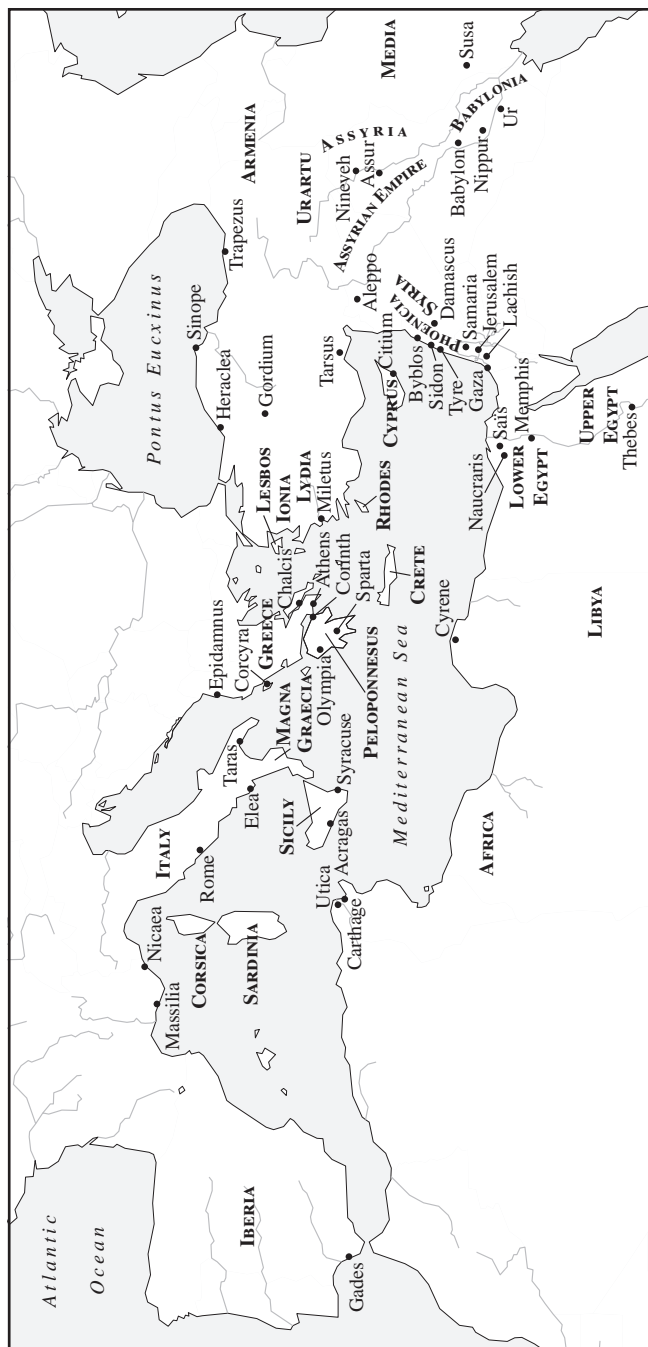 Atlantic
Ocean
IBERIA
Gades
Massilia
Nicaea
CORSICA
SARDINIA
ITALY
Rome
Elea
Taras
MAGNA
GRAECIA
SICILY
Acragas
Syracuse
Utica
Carthage
Mediterranean Sea
AFRICA
Epidamnus
Corcyra
GREECE
Chalcis
Athens
Corinth
Sparta
Olympia
PELOPONNESUS
CRETE
Cyrene
LIBYA
LESBOS
IONIA
LYDIA
Miletus
RHODES
Pontus Eucxinus
Heraclea
Sinope
Trapezus
Gordium
Tarsus
CYPRUS
Citium
Aleppo
PHOENICIA
SYRIA
Byblos
Sidon
Tyre
Gaza
Damascus
Samaria
Jerusalem
Lachish
Naucraris
Saïs
Memphis
LOWER
EGYPT
UPPER
EGYPT
Thebes
ARMENIA
URARTU
ASSYRIA
Nineveh
Assur
ASSYRIAN EMPIRE
MEDIA
Babylon
BABYLONIA
Nippur
Ur
Susa